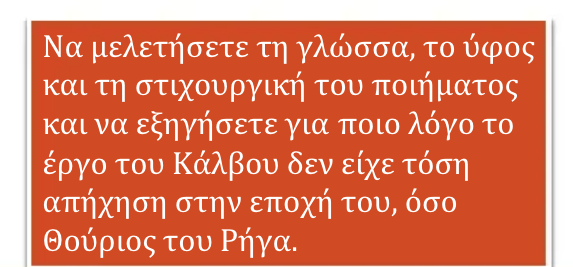 Να μελετήσετε τη γλώσσα, το ύφος
και τη στιχουργική του ποιήματος
και να εξηγήσετε για ποιο λόγο το
έργο του Κάλβου δεν είχε τόση
απήχηση στην εποχή του, όσο
Θούριος του Ρήγα.